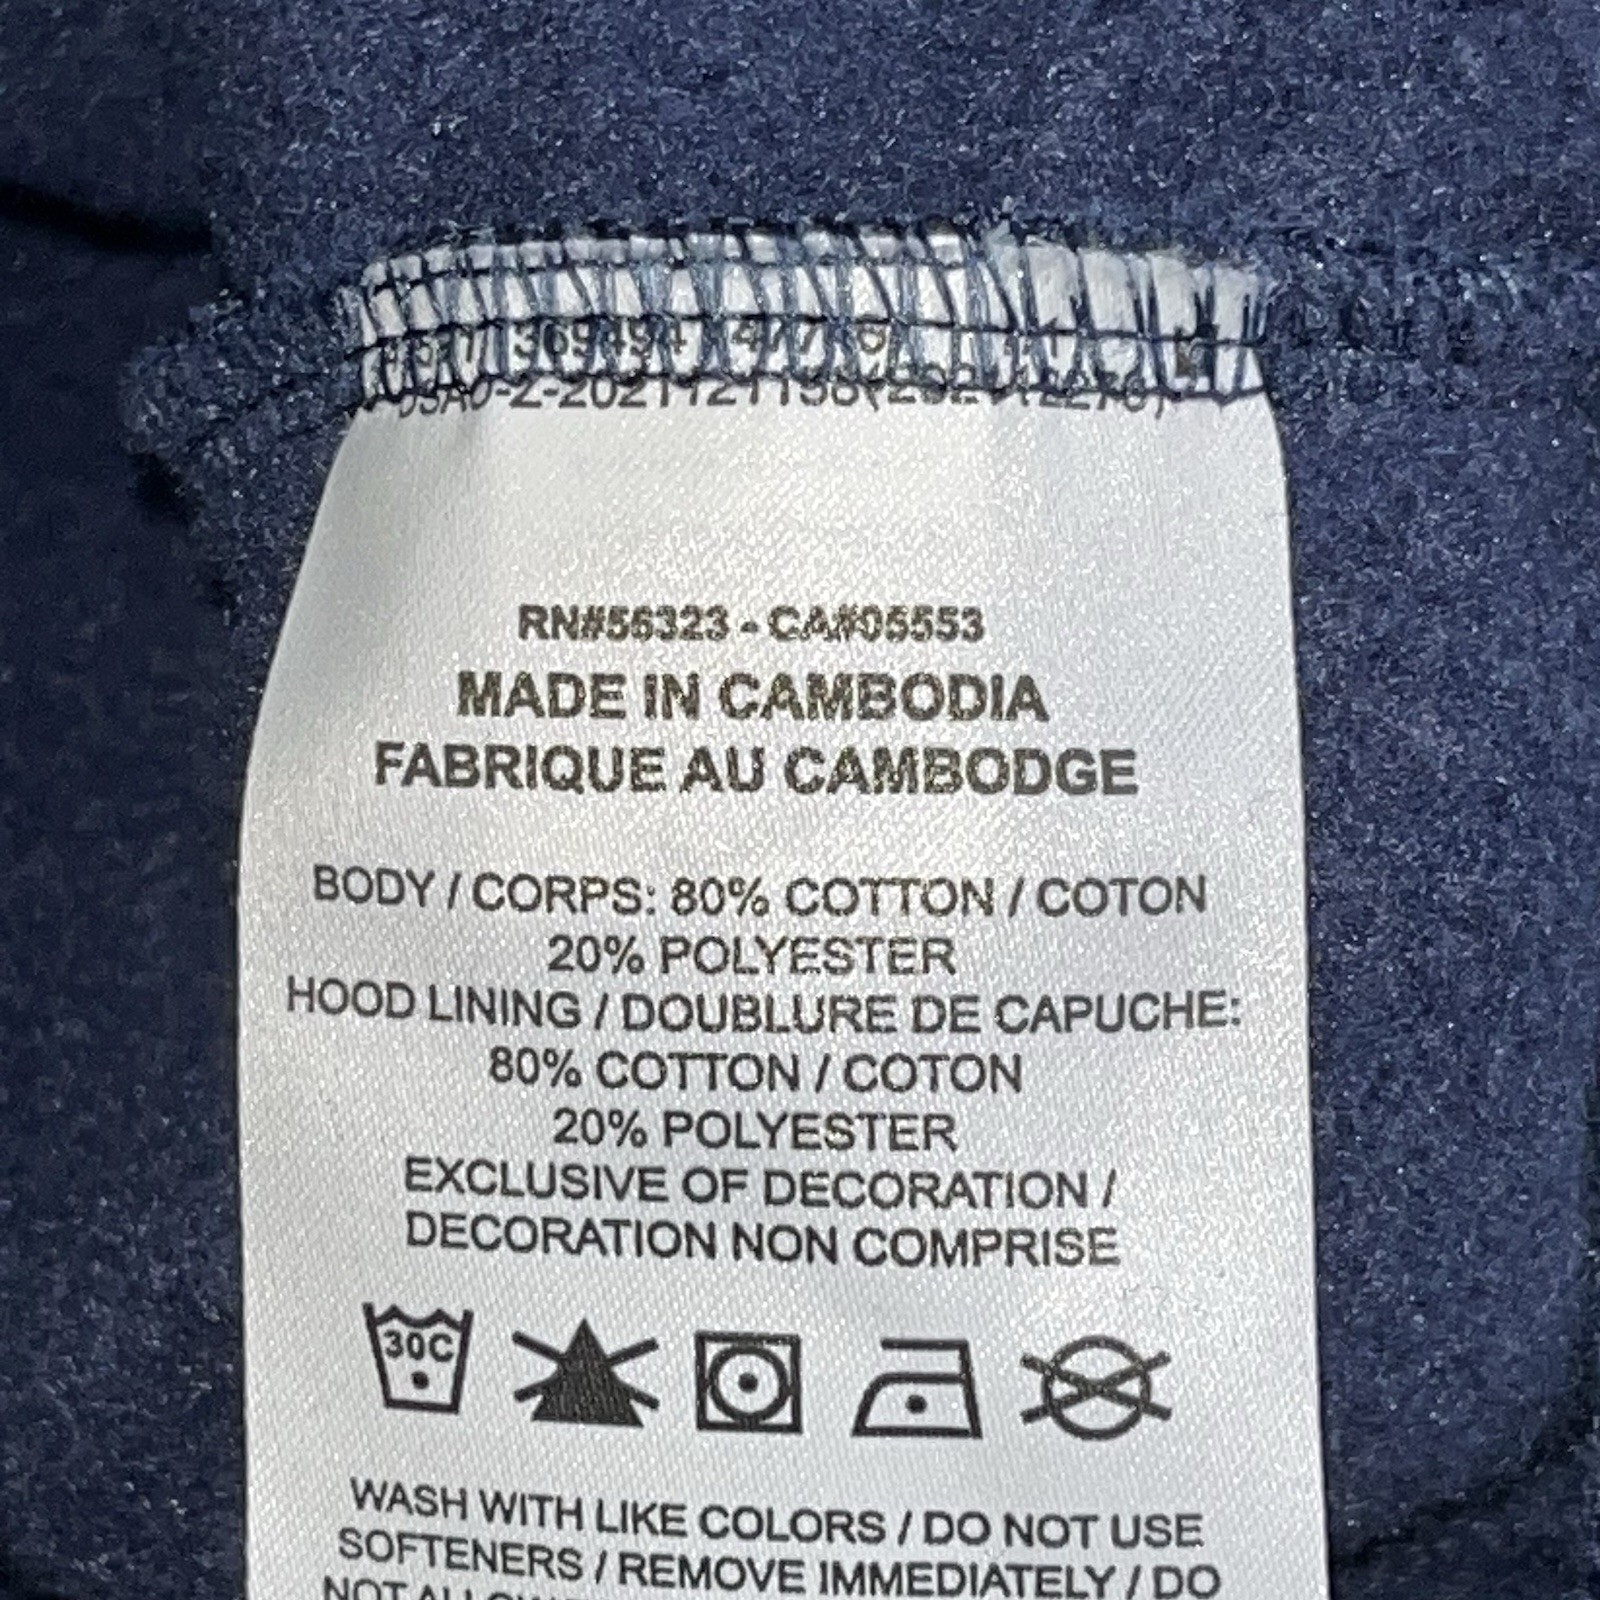 RN#56323 - CA#05553
MADE IN CAMBODIA
FABRIQUE AU CAMBODGE
BODY / CORPS: 80% COTTON / COTON
20% POLYESTER
HOOD LINING / DOUBLURE DE CAPUCHE:
80% COTTON / COTON
20% POLYESTER
EXCLUSIVE OF DECORATION /
DECORATION NON COMPRISE
30C
WASH WITH LIKE COLORS / DO NOT USE
SOFTENERS / REMOVE IMMEDIATELY / DO
NOT